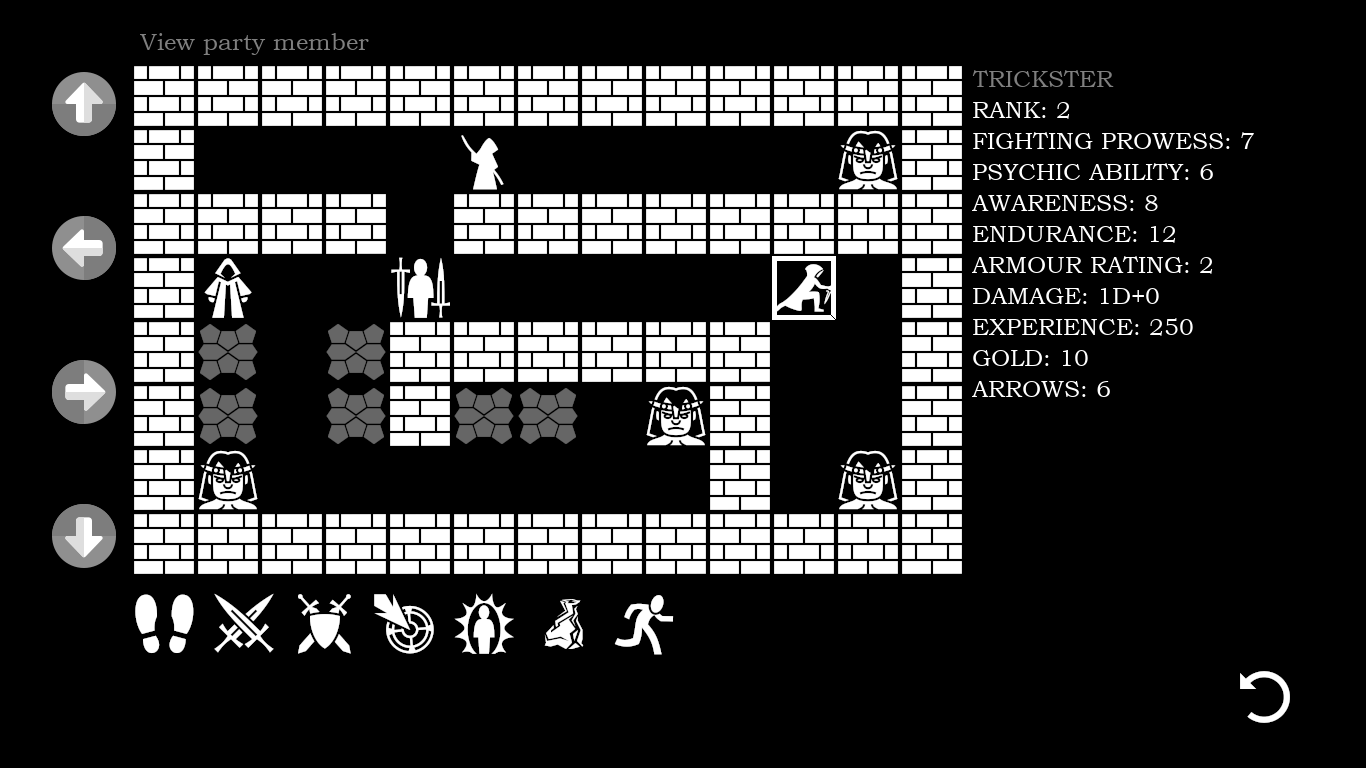 View party member
TRICKSTER
RANK: 2
FIGHTING PROWESS: 7
PSYCHIC ABILITY: 6
AWARENESS: 8
ENDURANCE: 12
ARMOUR RATING: 2
DAMAGE: 1D+0
EXPERIENCE: 250
GOLD: 10
ARROWS: 6